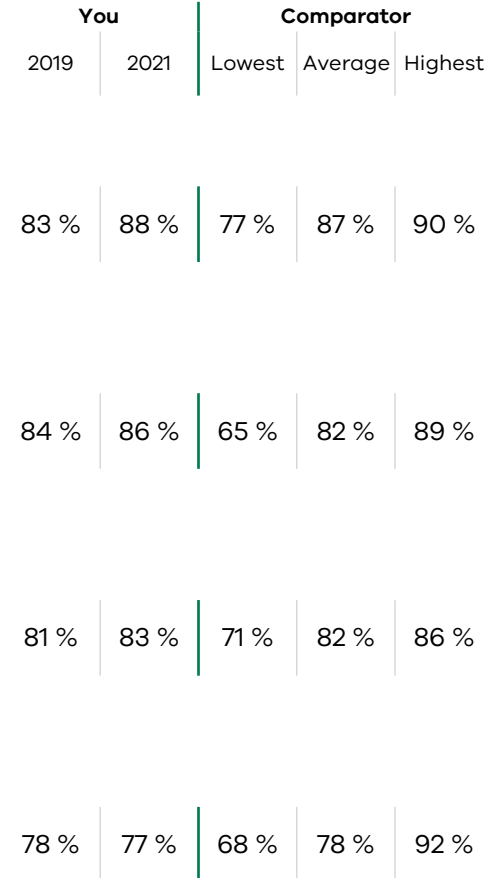 You Comparator
2019 2021 Lowest Average Highest
83 % 88 % 77 % 87 % 90 %
84 % 86 % 65 % 82 % 89 %
81 % 83 % 71 % 82 % 86 %
78 % 77 % 68 % 78 % 92 %